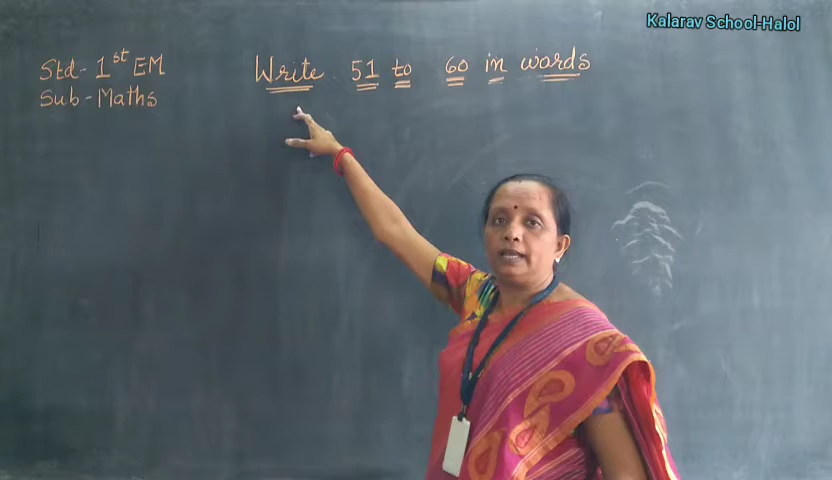 Kalarav School-Halol
Std- 1st EM
Sub-Maths
Write 51 to 60 in words